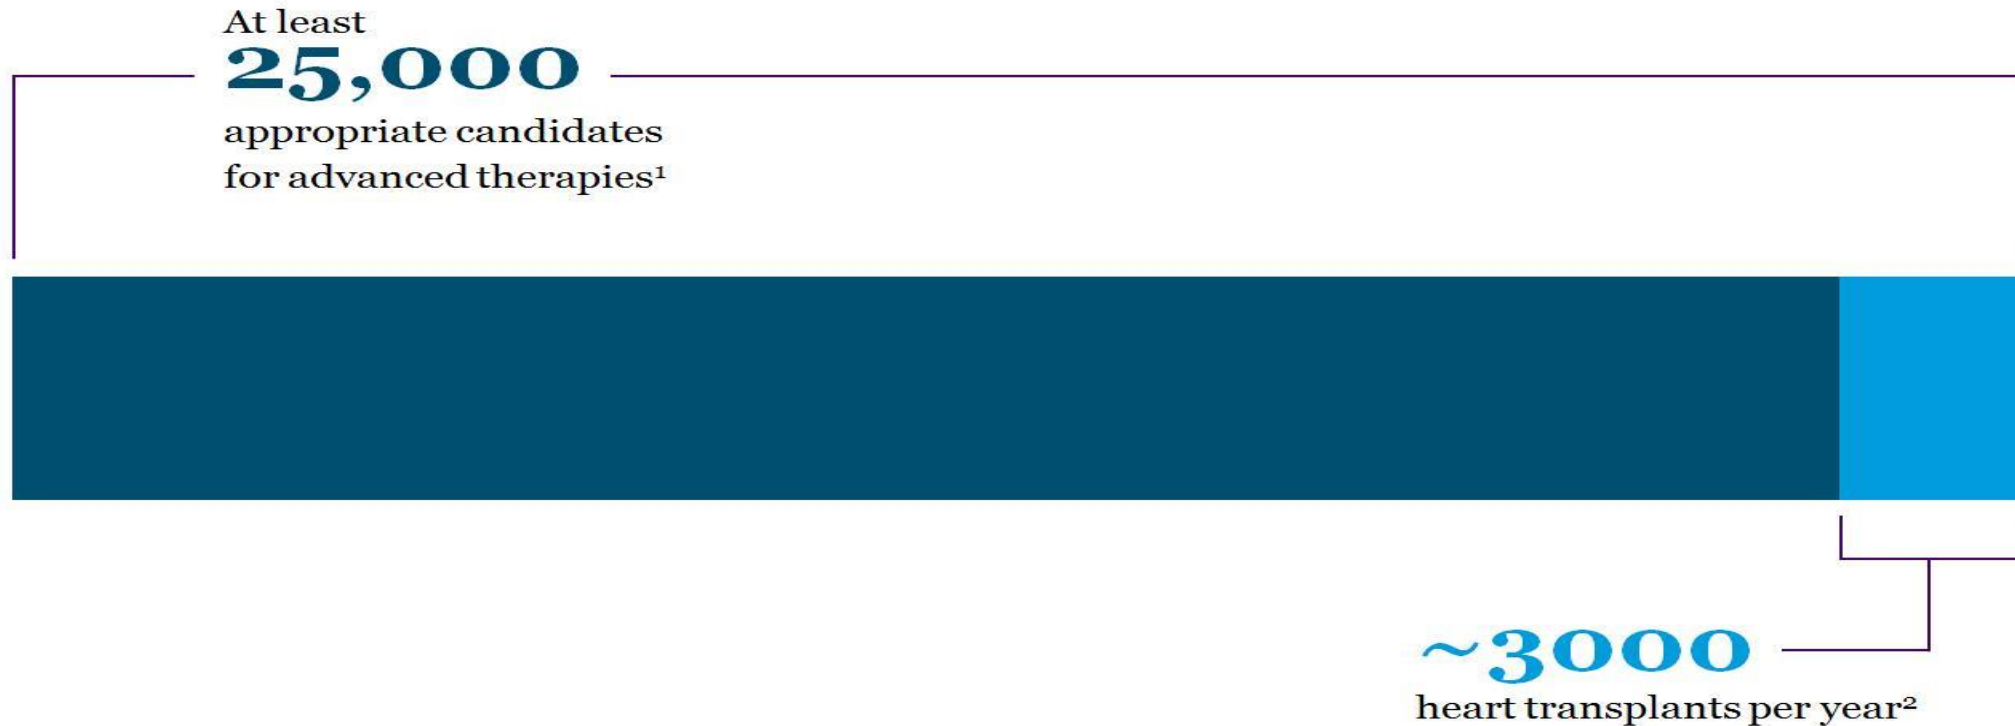 At least
25,000
appropriate candidates
for advanced therapies¹
~3000
heart transplants per year²